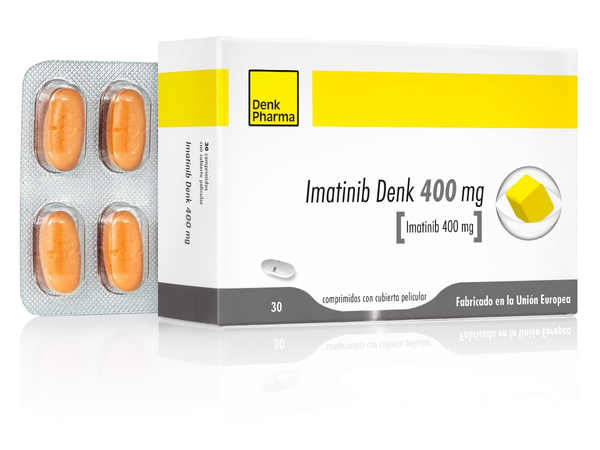 30 comprimidos
con cubierta pelicular
Imatinib Denk 400 mg
Denk
Pharma
Imatinib Denk 400 mg
[Imatinib 400 mg]
30
comprimidos con cubierta pelicular
Fabricado en la Unión Europea